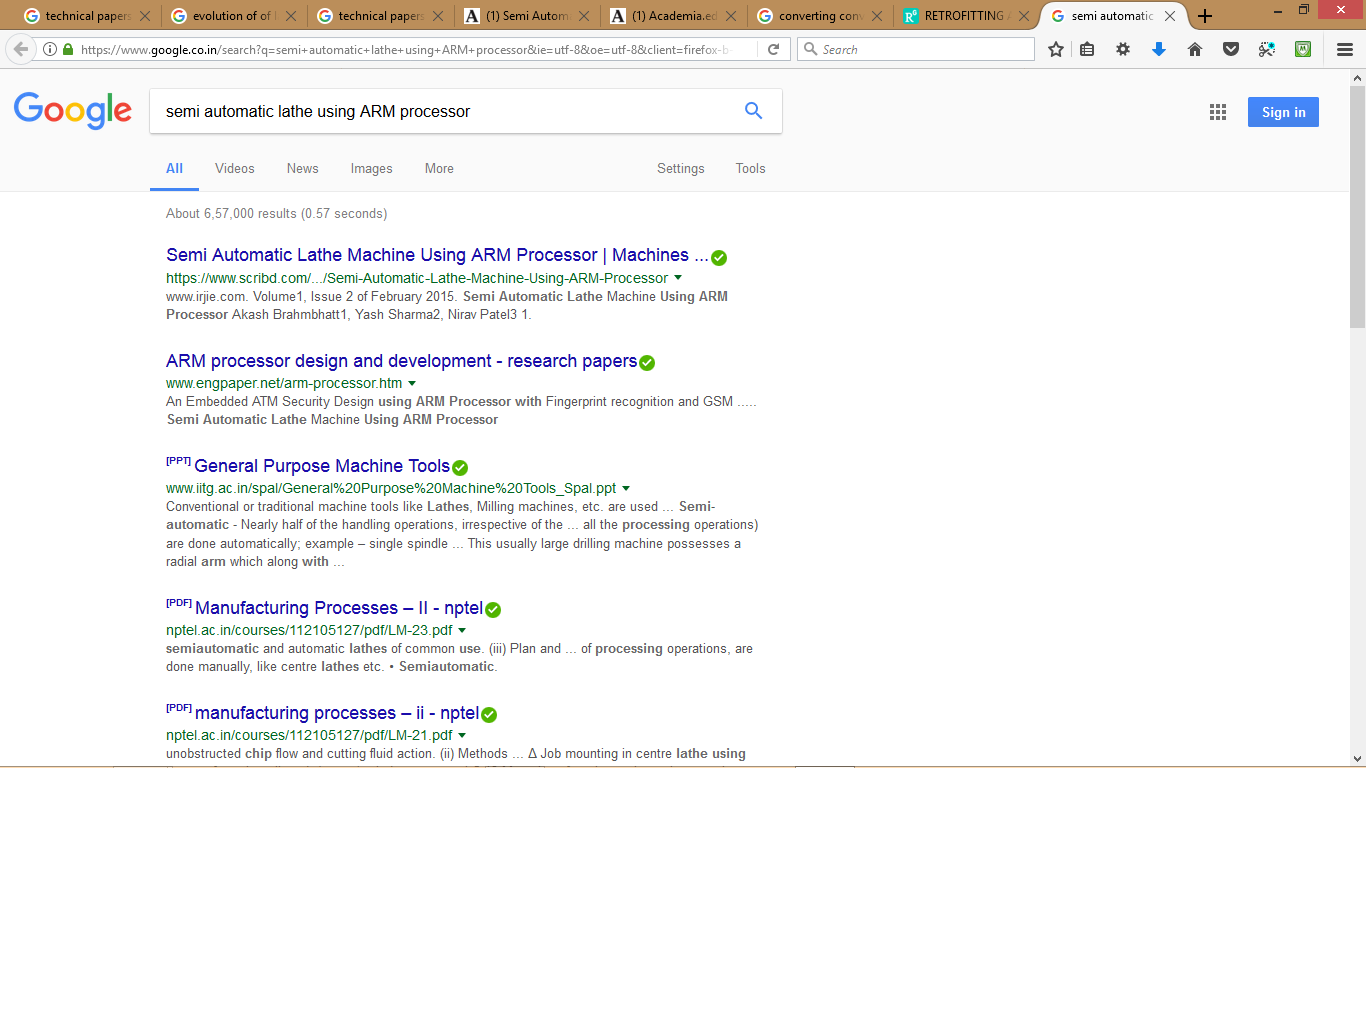 technical papers
evolution of of l
technical papers
(1) Semi Autom
(1) Academia.ed
converting con
RETROFITTING
semi automatic
https://www.google.co.in/search?q=semi+automatic+lathe+using+ARM+processor&ie=utf-8&oe=utf-8&client=firefox-b-
Search
Google
semi automatic lathe using ARM processor
Sign in
All Videos News Images More Settings Tools
About 6,57,000 results (0.57 seconds)
Semi Automatic Lathe Machine Using ARM Processor | Machines ...
https://www.scribd.com/.../Semi-Automatic-Lathe-Machine-Using-ARM-Processor
www.irjie.com. Volume1, Issue 2 of February 2015. Semi Automatic Lathe Machine Using ARM
Processor Akash Brahmbhatt1, Yash Sharma2, Nirav Patel3 1.
ARM processor design and development - research papers
www.engpaper.net/arm-processor.htm
An Embedded ATM Security Design using ARM Processor with Fingerprint recognition and GSM .....
Semi Automatic Lathe Machine Using ARM Processor
[PPT] General Purpose Machine Tools
www.iitg.ac.in/spal/General%20Purpose%20Machine%20Tools_Spal.ppt
Conventional or traditional machine tools like Lathes, Milling machines, etc. are used ... Semi-
automatic - Nearly half of the handling operations, irrespective of the ... all the processing operations)
are done automatically; example – single spindle ... This usually large drilling machine possesses a
radial arm which along with ...
[PDF] Manufacturing Processes – II - nptel
nptel.ac.in/courses/112105127/pdf/LM-23.pdf
semiautomatic and automatic lathes of common use. (iii) Plan and ... of processing operations, are
done manually, like centre lathes etc. • Semiautomatic.
[PDF] manufacturing processes – ii - nptel
nptel.ac.in/courses/112105127/pdf/LM-21.pdf
unobstructed chip flow and cutting fluid action. (ii) Methods ... Δ Job mounting in centre lathe using